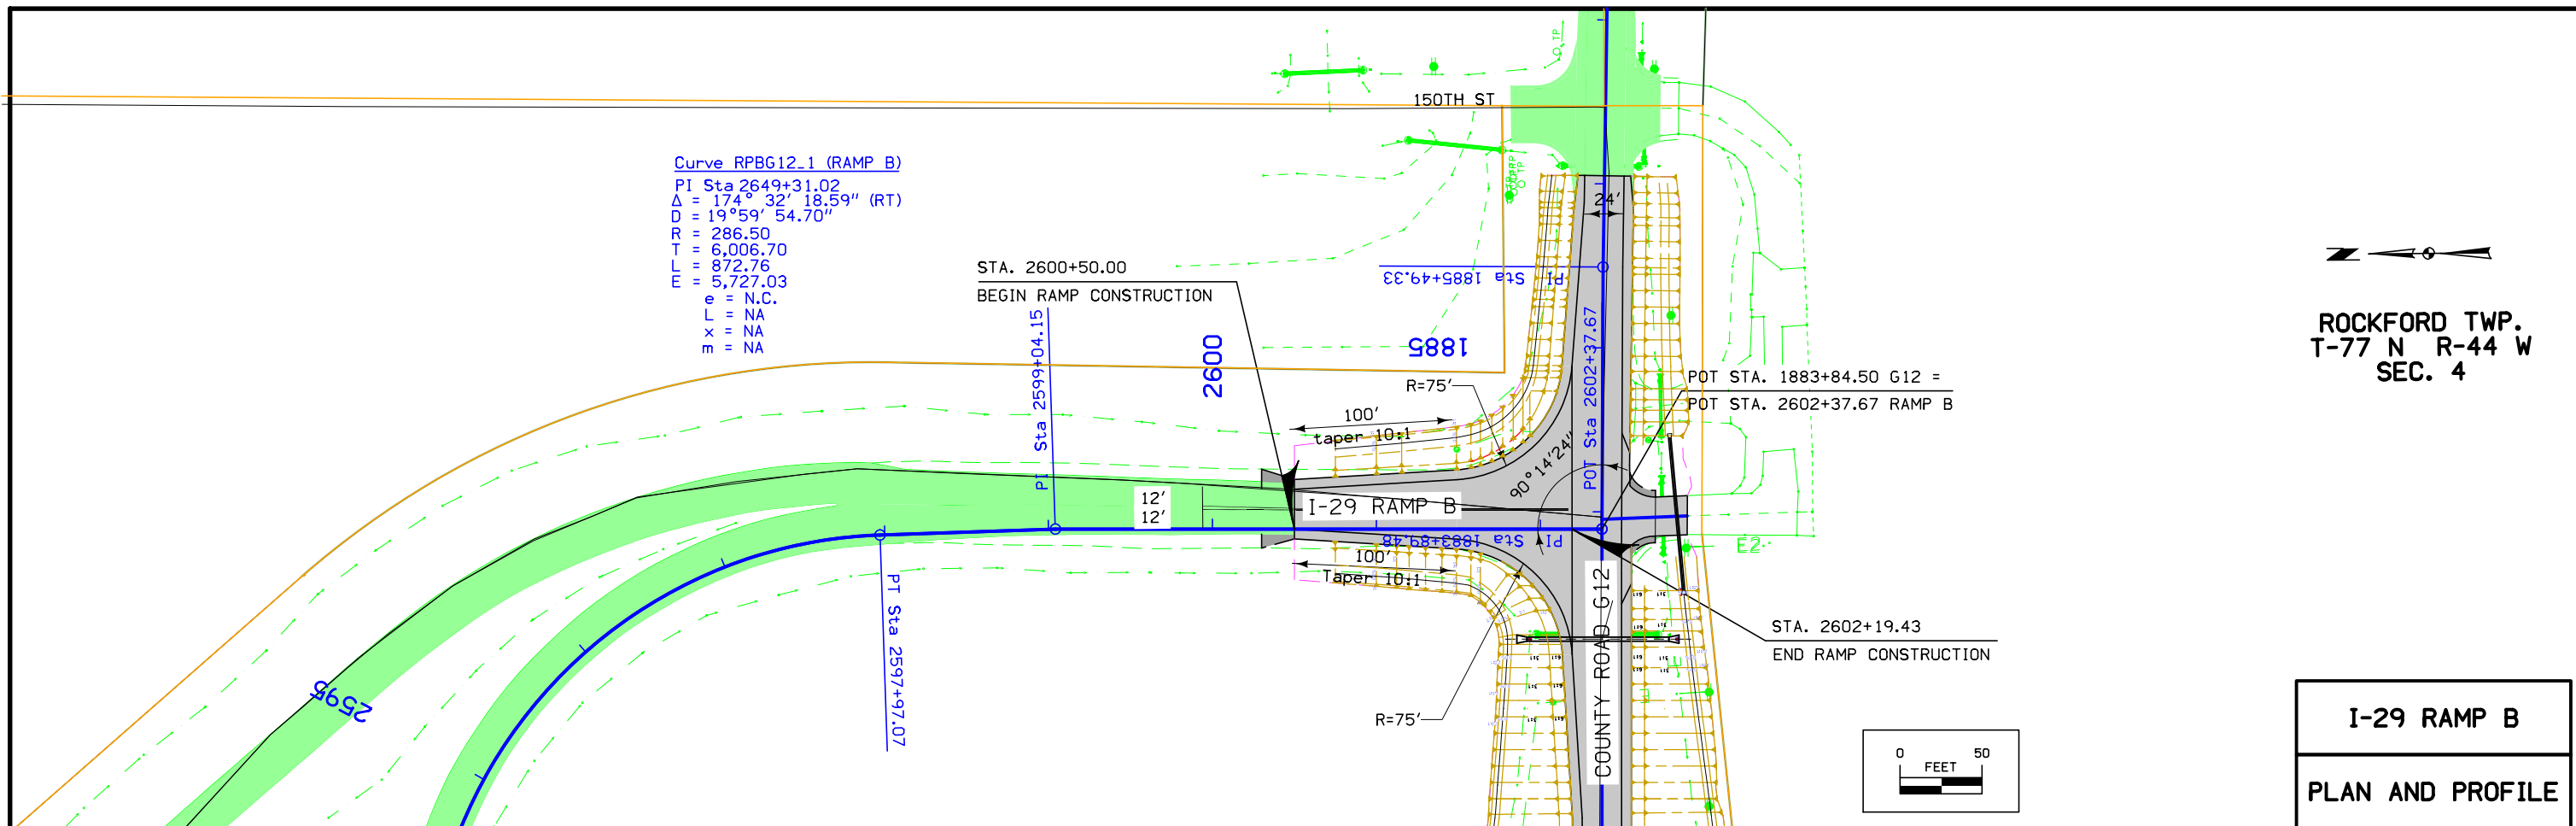 150TH ST
Curve RPBG12_1 (RAMP B)
PI Sta 2649+31.02
Δ = 174° 32' 18.59" (RT)
D = 19°59' 54.70"
R = 286.50
T = 6,006.70
L = 872.76
E = 5,727.03
e = N.C.
L = NA
x = NA
m = NA
TP
TP
24'
STA. 2600+50.00
BEGIN RAMP CONSTRUCTION
PI Sta 1885+49.33
PI Sta 2599+04.15
2600
1885
POT Sta 2602+37.67
R=75'
100'
taper 10:1
POT STA. 1883+84.50 G12 =
POT STA. 2602+37.67 RAMP B
90°14'24"
12'
12'
I-29 RAMP B
PI Sta 1883+89.48
100'
Taper 10:1
E2
PT Sta 2597+97.07
2595
R=75'
COUNTY ROAD G12
STA. 2602+19.43
END RAMP CONSTRUCTION
0 50
FEET
N
ROCKFORD TWP.
T-77 N R-44 W
SEC. 4
I-29 RAMP B
PLAN AND PROFILE